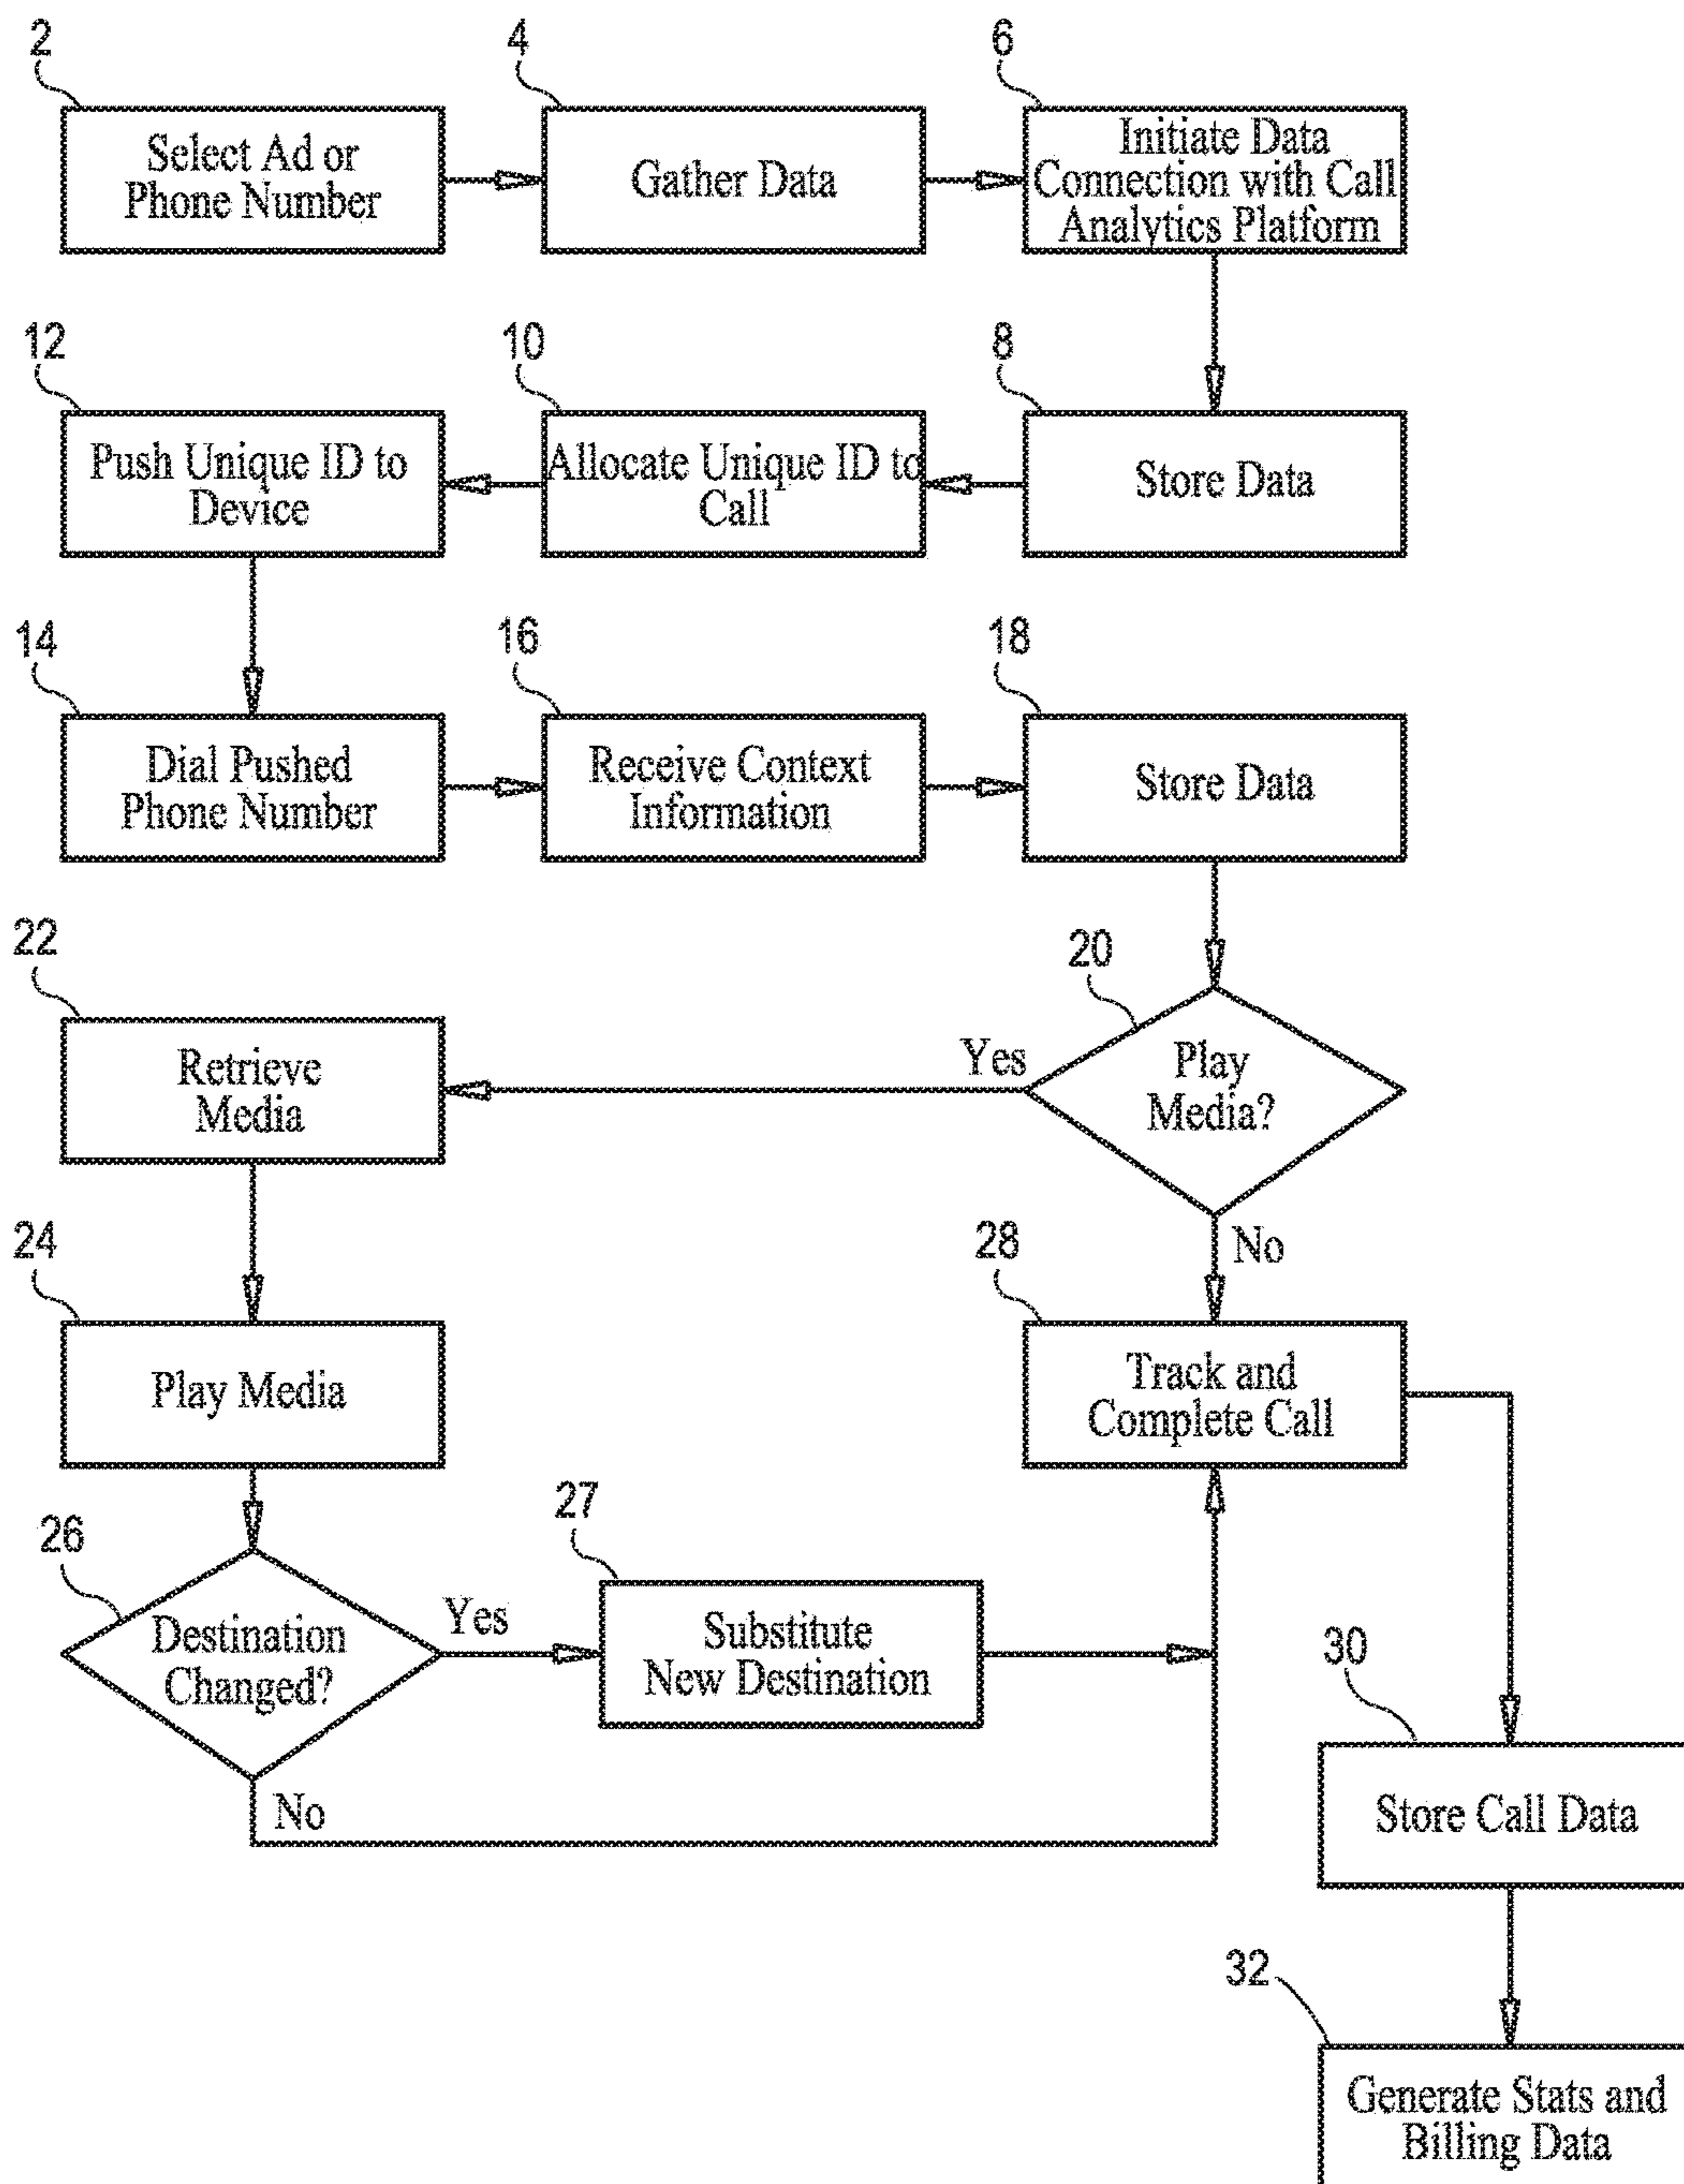 2
4
6
Select Ad or
Phone Number
Gather Data
Initiate Data
Connection with Call
Analytics Platform
12
10
8
Push Unique ID to
Device
Allocate Unique ID to
Call
Store Data
14
16
18
Dial Pushed
Phone Number
Receive Context
Information
Store Data
22
20
Retrieve
Media
Yes
Play
Media?
No
24
28
Play Media
Track and
Complete Call
26
27
Destination
Changed?
Yes
Substitute
New Destination
No
30
Store Call Data
32
Generate Stats and
Billing Data